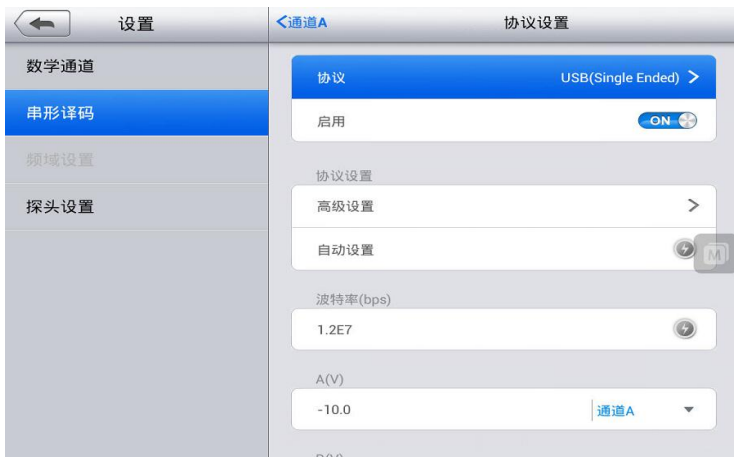 设置
<通道A
协议设置
数学通道
串形译码
频域设置
探头设置
协议
USB(Single Ended)
启用
ON
协议设置
高级设置
自动设置
M
波特率(bps)
1.2E7
A(V)
-10.0
通道A